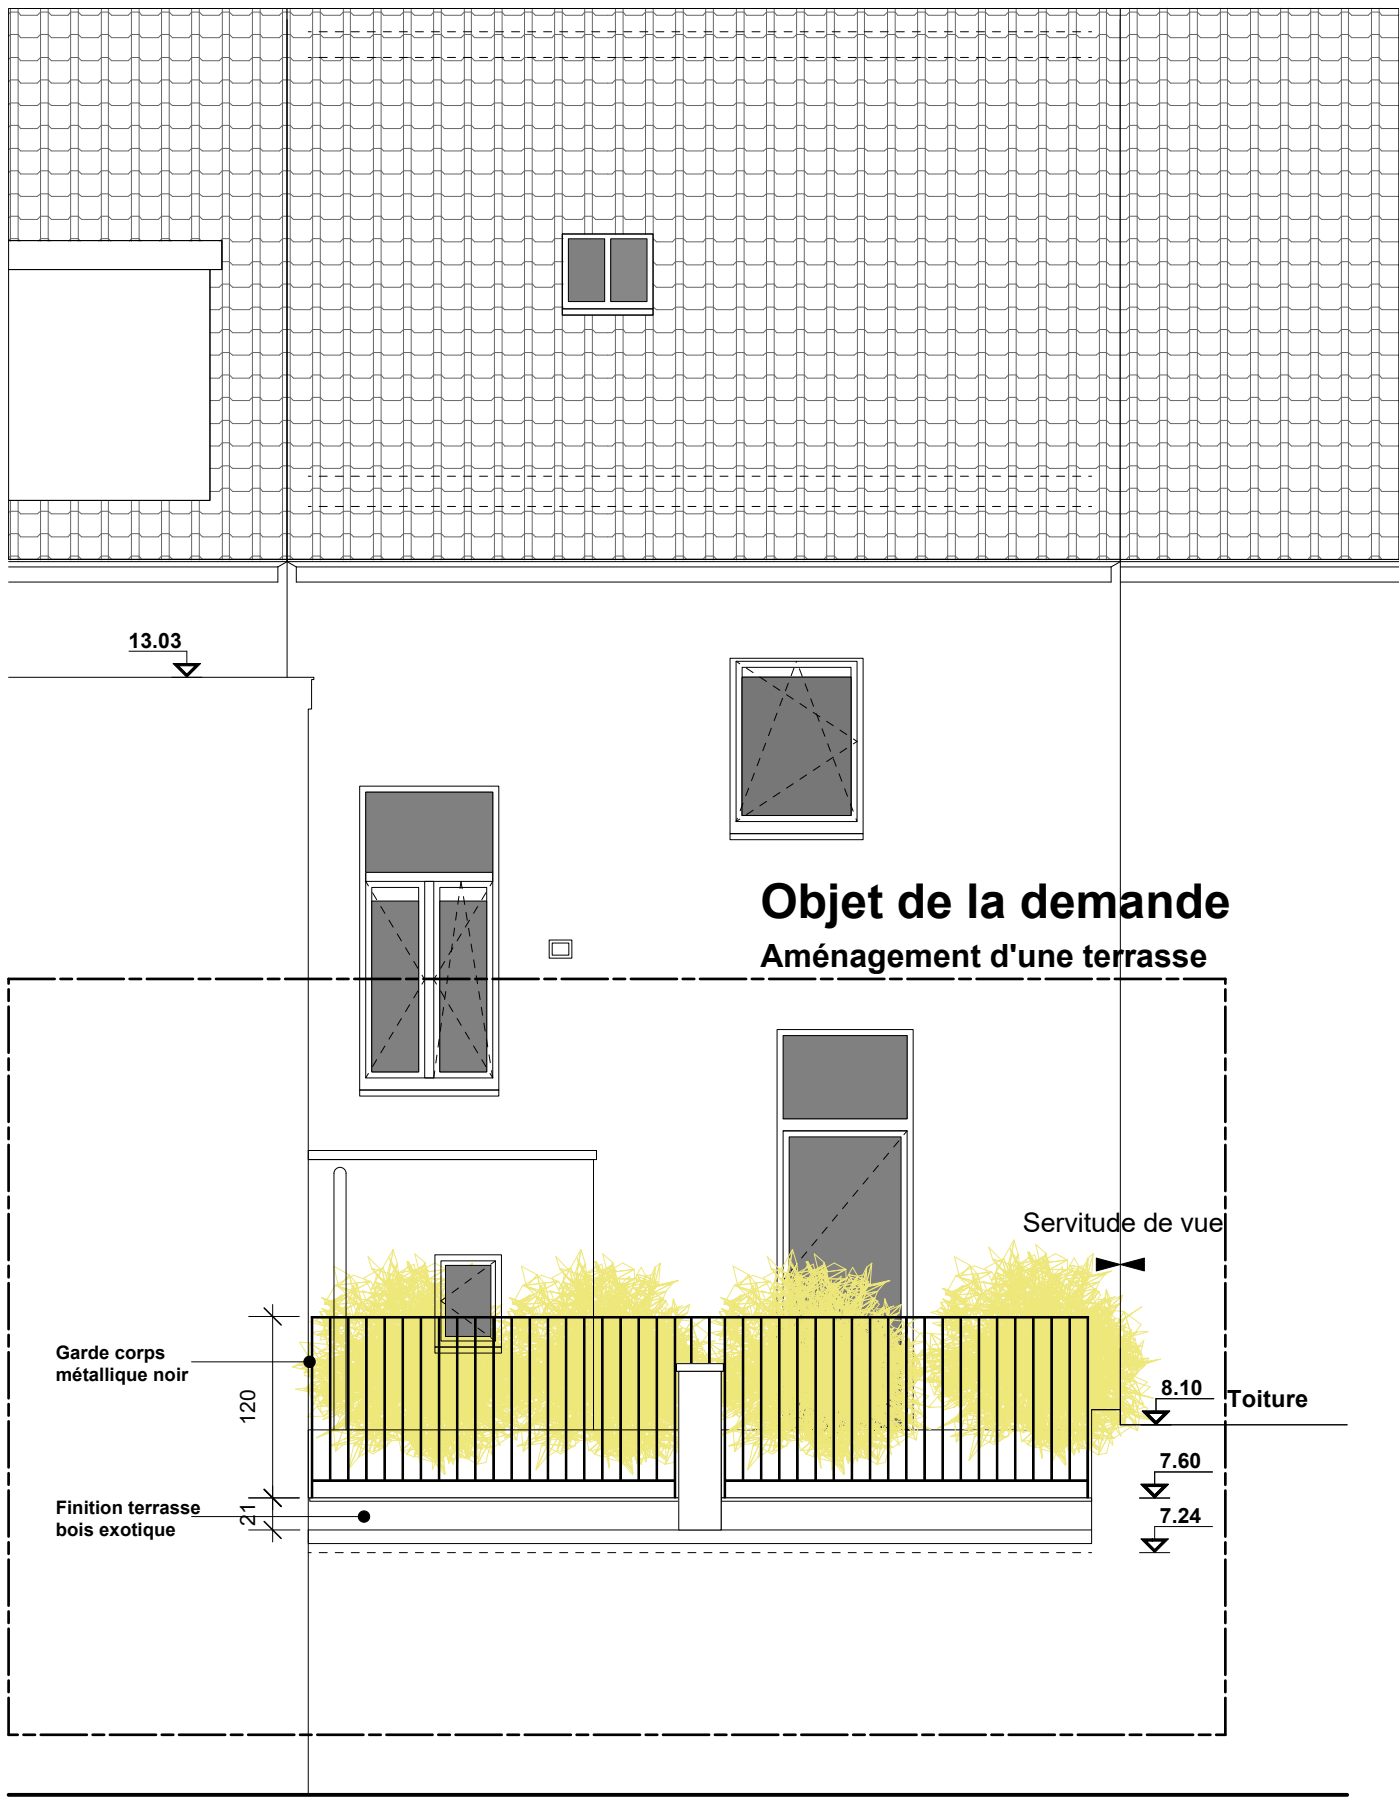 13.03
Objet de la demande
Aménagement d'une terrasse
Servitude de vue
Garde corps
métallique noir
120
8.10
Toiture
7.60
Finition terrasse
bois exotique
21
7.24